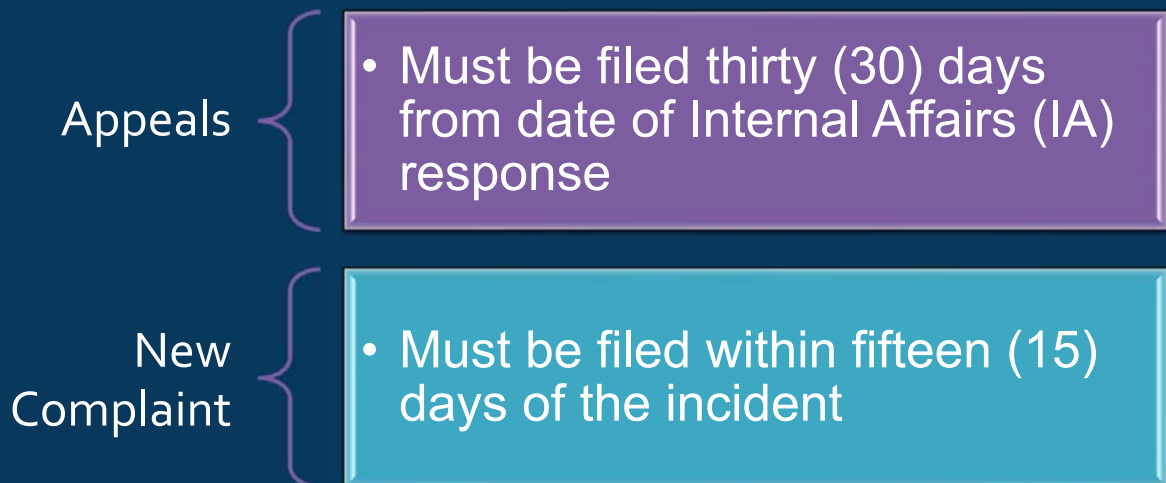 Appeals
• Must be filed thirty (30) days
from date of Internal Affairs (IA)
response
New
Complaint
• Must be filed within fifteen (15)
days of the incident